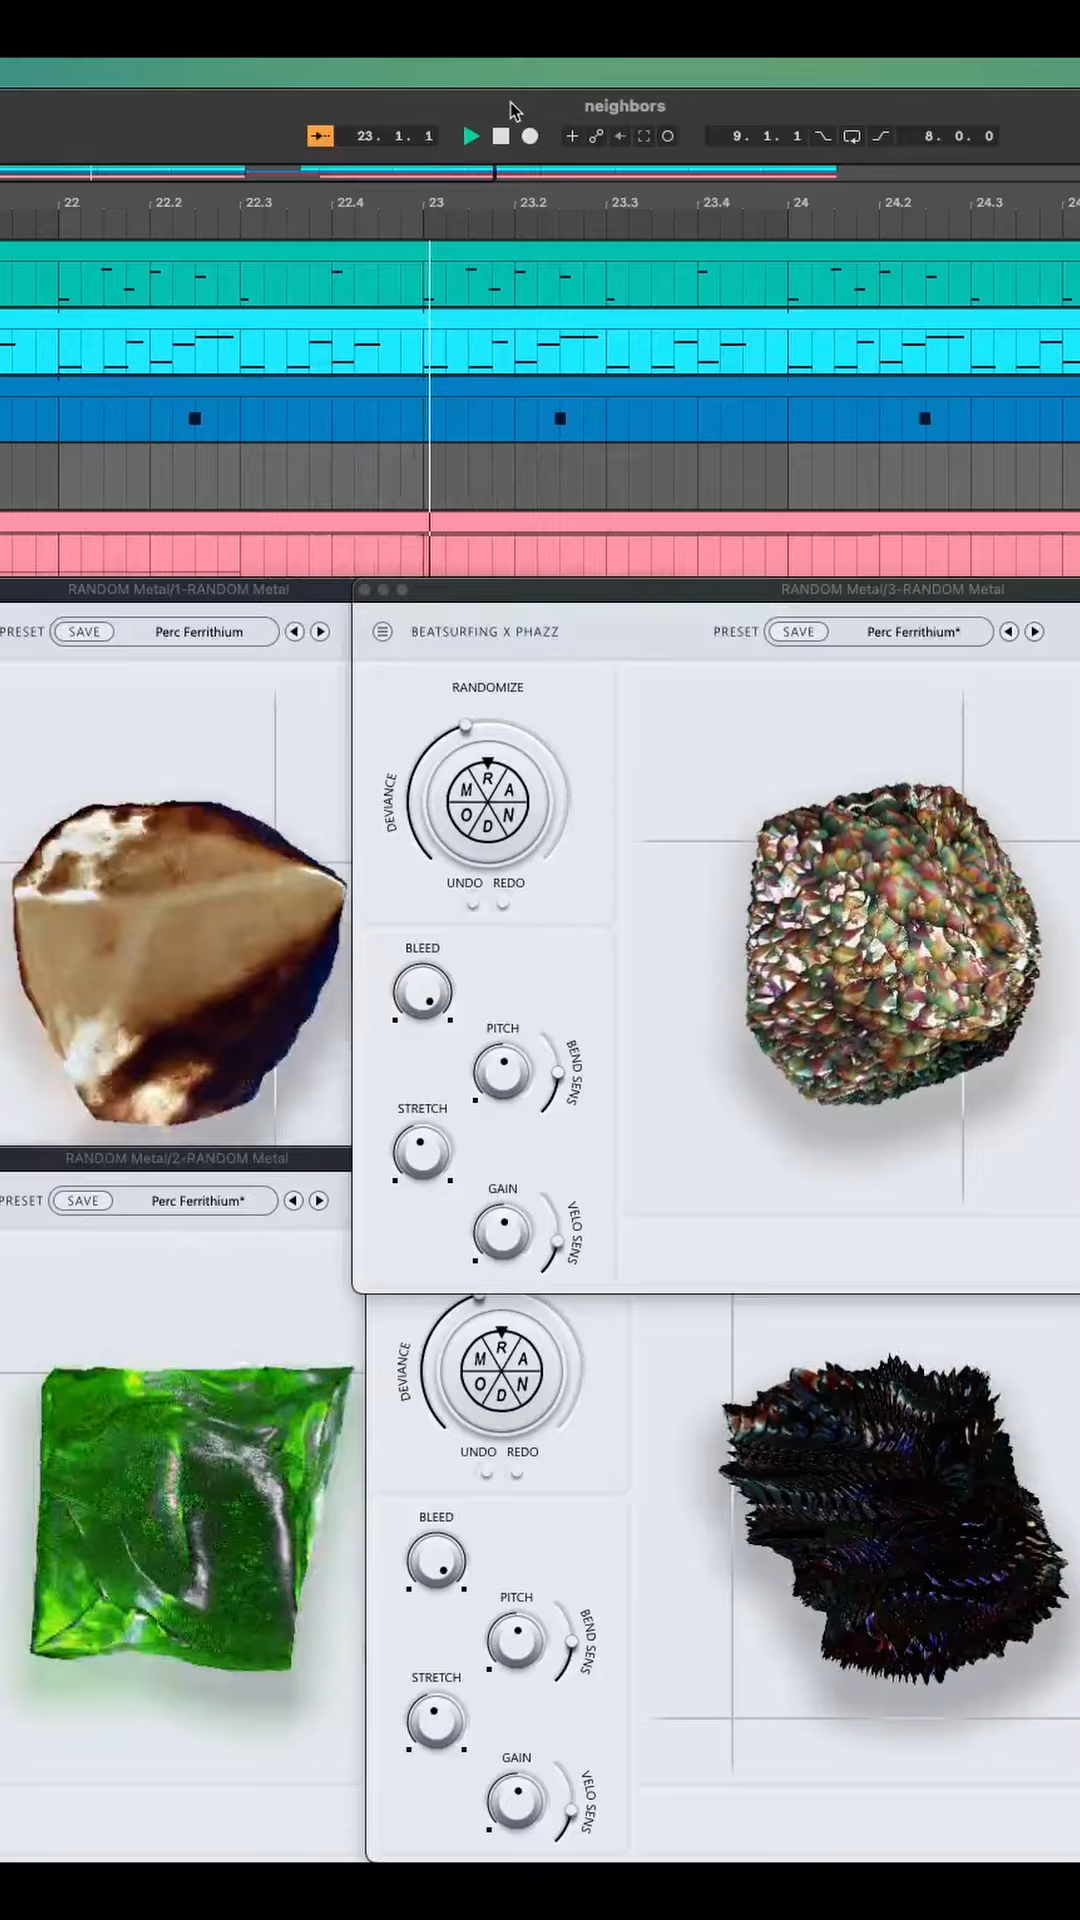 neighbors
23. 1. 1
9. 1. 1
8. 0. 0
22 22.2 22.3 22.4 23 23.2 23.3 23.4 24 24.2 24.3
RANDOM Metal/1-RANDOM Metal
PRESET SAVE Perc Ferrithium
RANDOM Metal/3-RANDOM Metal
BEATSURFING X PHAZZ
PRESET SAVE Perc Ferrithium*
RANDOMIZE
DEVIANCE
R A N D O M
UNDO REDO
BLEED
PITCH
BEND SENS
STRETCH
GAIN
VELO SENS
RANDOM Metal/2-RANDOM Metal
PRESET SAVE Perc Ferrithium*
DEVIANCE
R A N D O M
UNDO REDO
BLEED
PITCH
BEND SENS
STRETCH
GAIN
VELO SENS